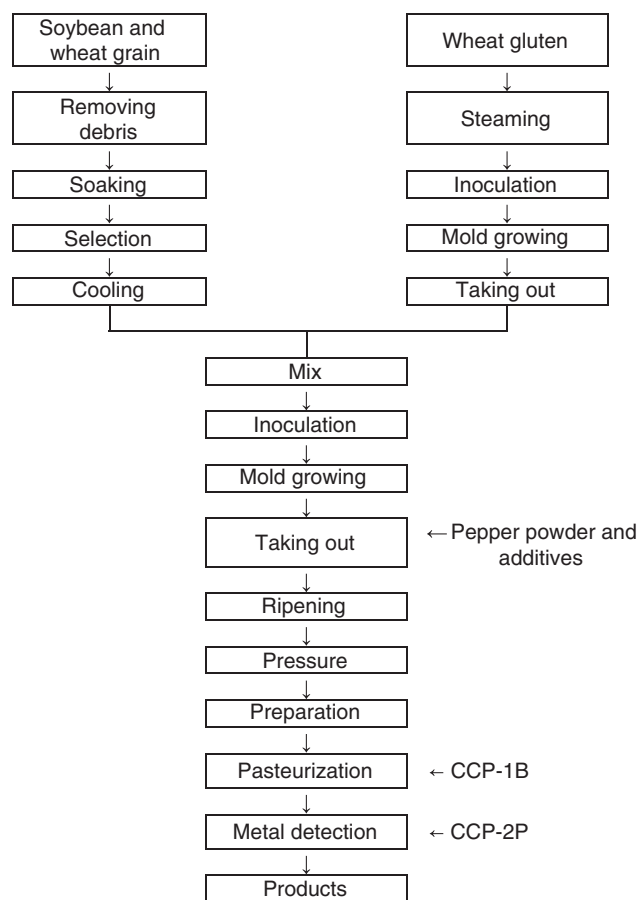 Soybean and
wheat grain
↓
Removing
debris
↓
Soaking
↓
Selection
↓
Cooling
Wheat gluten
↓
Steaming
↓
Inoculation
↓
Mold growing
↓
Taking out
Mix
↓
Inoculation
↓
Mold growing
↓
Taking out
← Pepper powder and
additives
↓
Ripening
↓
Pressure
↓
Preparation
↓
Pasteurization
← CCP-1B
↓
Metal detection
← CCP-2P
↓
Products